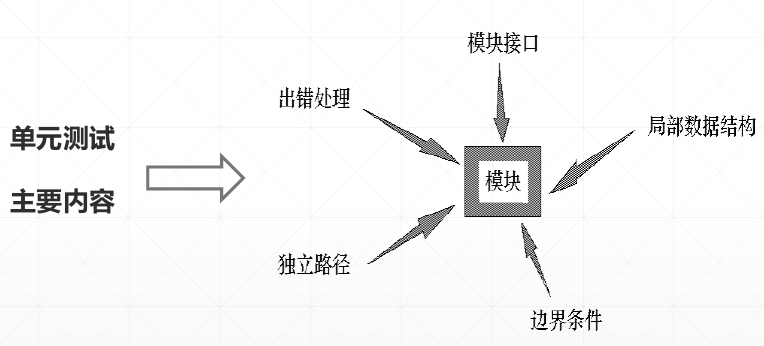 单元测试
主要内容
模块接口
出错处理
局部数据结构
模块
独立路径
边界条件